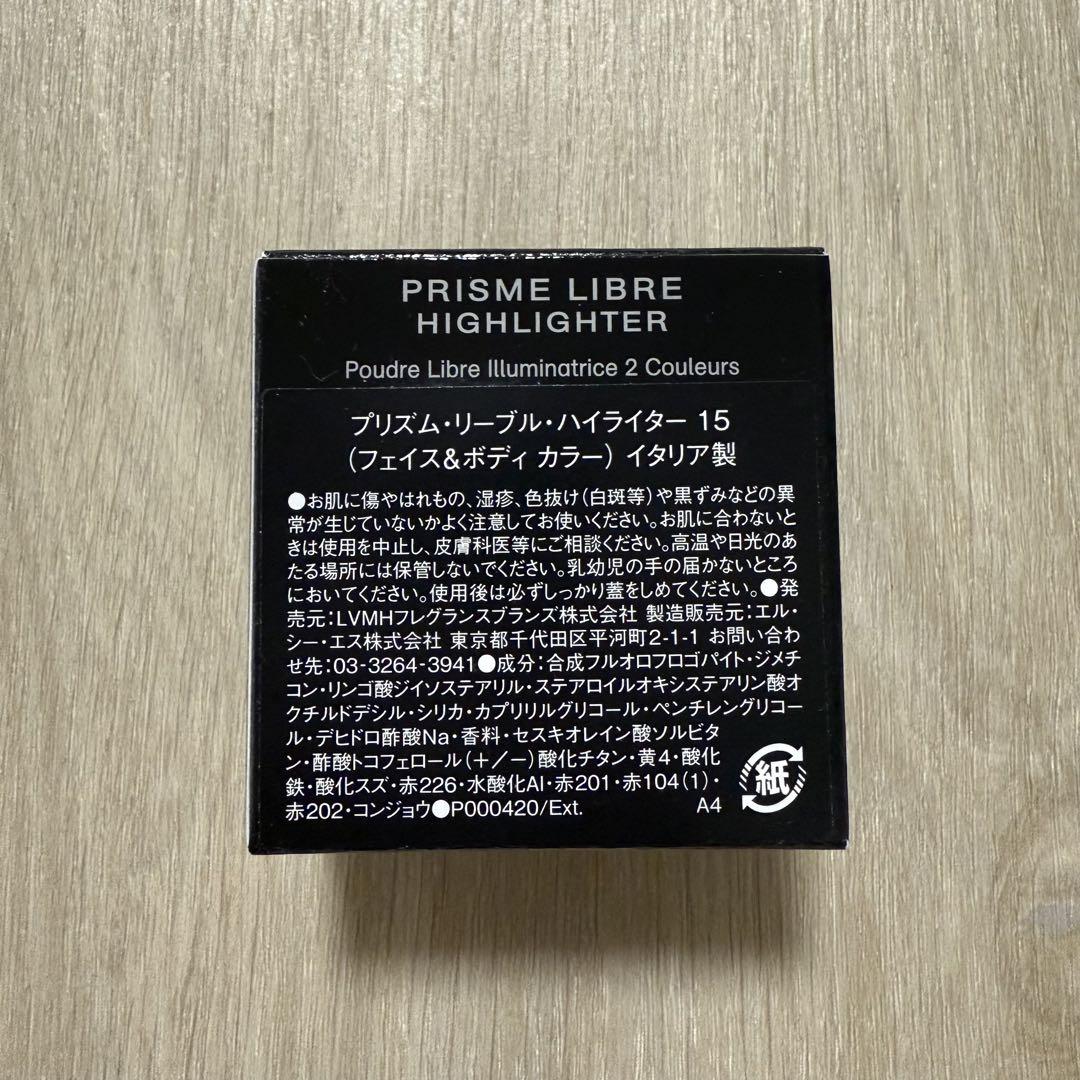 PRISME LIBRE
HIGHLIGHTER
Poudre Libre Illuminatrice 2 Couleurs
プリズム・リーブル・ハイライター 15
(フェイス&ボディ カラー) イタリア製
●お肌に傷やはれもの、湿疹、色抜け(白斑等)や黒ずみなどの異
常が生じていないかよく注意してお使いください。お肌に合わないと
きは使用を中止し、皮膚科医等にご相談ください。高温や日光のあ
たる場所には保管しないでください。乳幼児の手の届かないところ
においてください。使用後は必ずしっかり蓋をしめてください。●発
売元:LVMHフレグランスブランズ株式会社 製造販売元:エル・
シー・エス株式会社 東京都千代田区平河町2-1-1 お問い合わ
せ先:03-3264-3941●成分:合成フルオロフロゴパイト・ジメチ
コン・リンゴ酸ジイソステアリル・ステアロイルオキシステアリン酸オ
クチルドデシル・シリカ・カプリリルグリコール・ペンチレングリコー
ル・デヒドロ酢酸Na・香料・セスキオレイン酸ソルビタ
ン・酢酸トコフェロール(+/-)酸化チタン・黄4・酸化
鉄・酸化スズ・赤226・水酸化Al・赤201・赤104(1)・
赤202・コンジョウ●P000420/Ext.
A4
紙